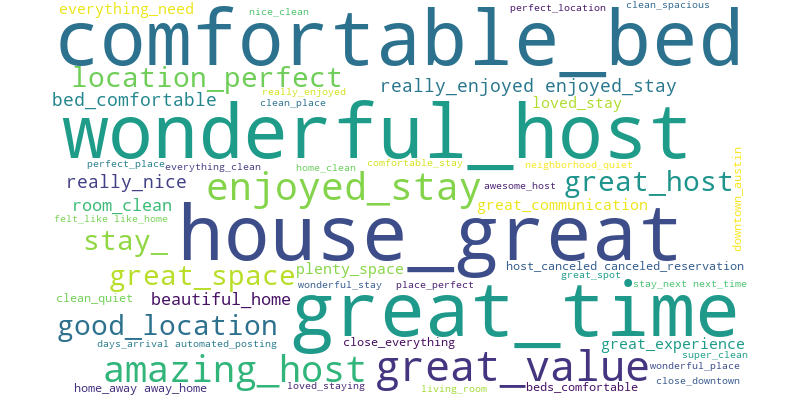 everything_need
nice_clean
perfect_location
clean_spacious
comfortable_bed
location_perfect
really_enjoyed enjoyed_stay
bed_comfortable
really_enjoyed
clean_place
loved_stay
wonderful_host
perfect_place
everything_clean
home_clean
comfortable_stay
neighborhood_quiet
downtown_austin
really_nice
enjoyed_stay
awesome_host
great_host
room_clean
great_communication
felt_like like_home
house_great
stay_
great_space
plenty_space
host_canceled canceled_reservation
great_spot
wonderful_stay
place_perfect
stay_next next_time
clean_quiet
beautiful_home
great_time
good_location
days_arrival automated_posting
close_everything
great_experience
super_clean
amazing_host
great_value
wonderful_place
home_away away_home
loved_staying
living_room
beds_comfortable
close_downtown